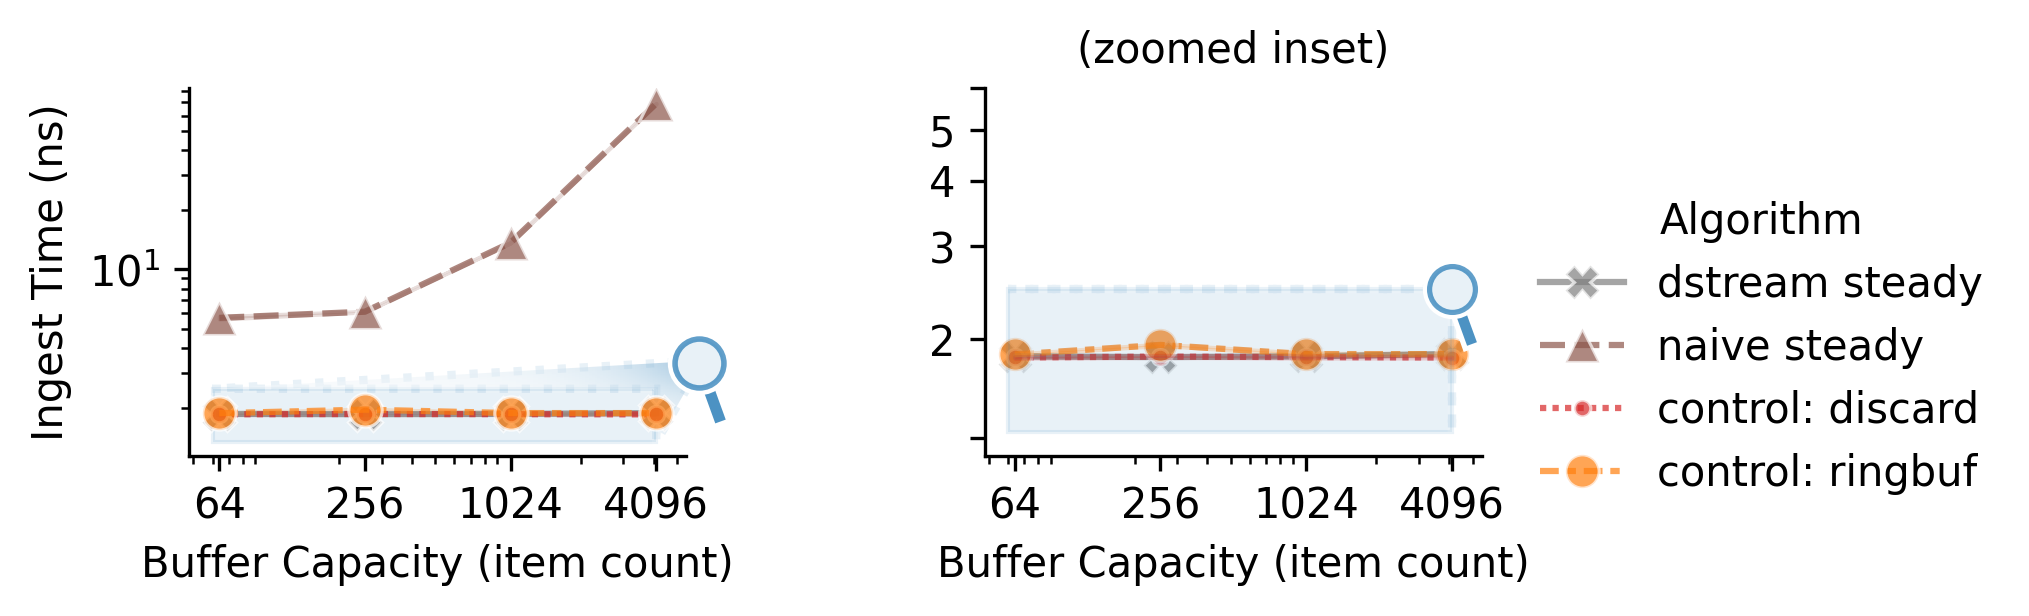 (zoomed inset)
Ingest Time (ns)
10¹
64 256 1024 4096
Buffer Capacity (item count)
5
4
3
2
64 256 1024 4096
Buffer Capacity (item count)
Algorithm
dstream steady
naive steady
control: discard
control: ringbuf